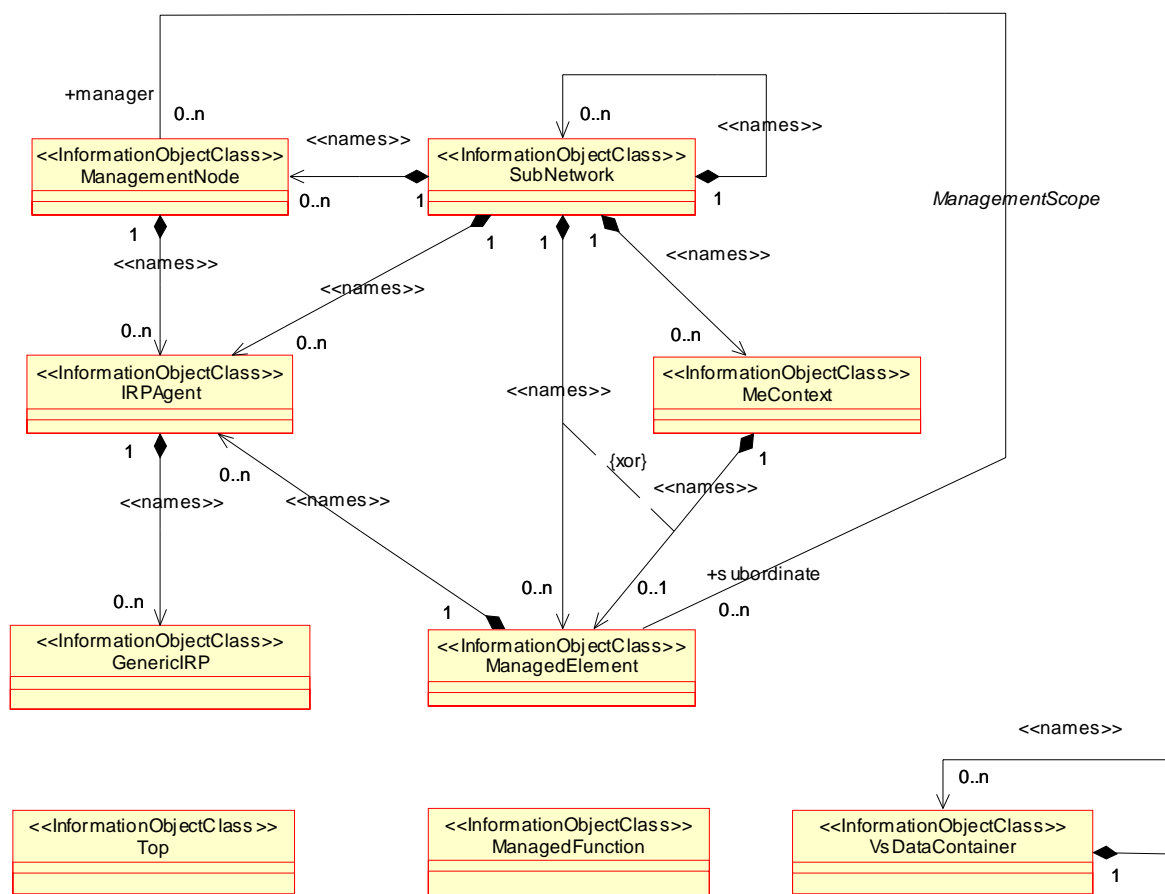 +manager
0..n
<<names>>
0..n
<<names>>
<<InformationObjectClass>>
ManagementNode
<<InformationObjectClass>>
SubNetwork
0..n
1
1
ManagementScope
1
1
1
1
<<names>>
<<names>>
<<names>>
0..n
0..n
0..n
<<InformationObjectClass>>
IRPAgent
<<InformationObjectClass>>
MeContext
<<names>>
1
0..n
{xor}
1
<<names>>
<<names>>
<<names>>
+subordinate
0..n
0..n
0..1
0..n
1
<<InformationObjectClass>>
GenericIRP
<<InformationObjectClass>>
ManagedElement
<<names>>
0..n
<<InformationObjectClass>>
Top
<<InformationObjectClass>>
ManagedFunction
<<InformationObjectClass>>
VsDataContainer
1